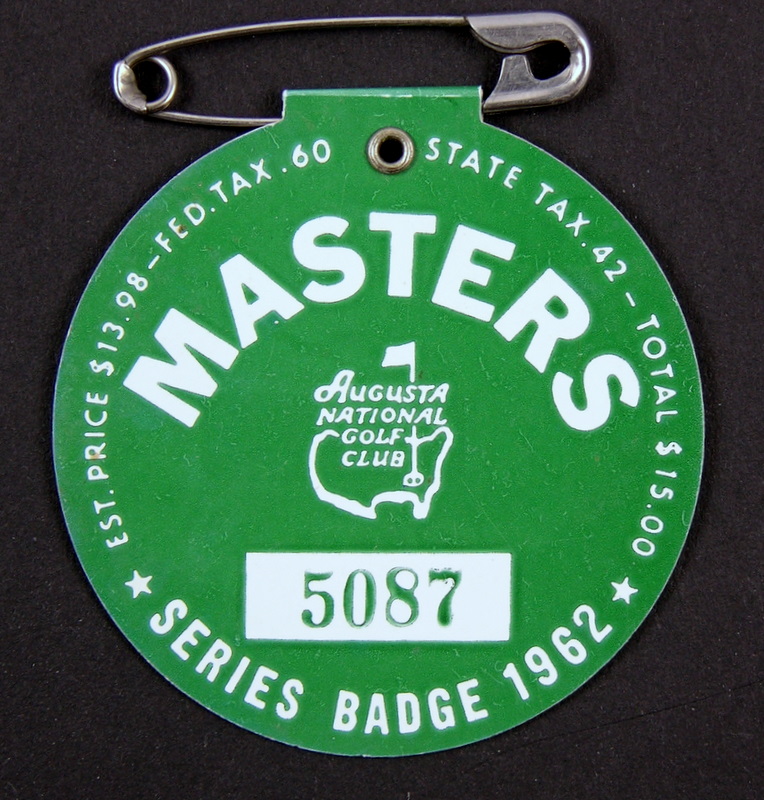 EST. PRICE $13.98–FED.TAX .60 STATE TAX .42–TOTAL $15.00
MASTERS
AUGUSTA
NATIONAL
GOLF
CLUB
5087
★ SERIES BADGE 1962 ★